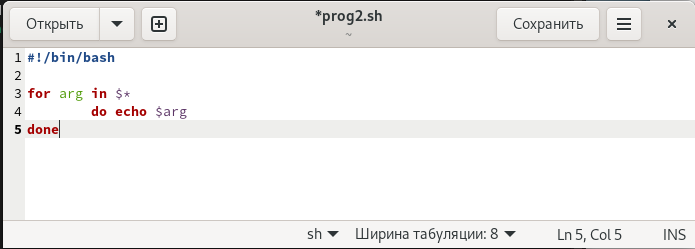 Открыть
*prog2.sh
~
Сохранить
1 #!/bin/bash
2
3 for arg in $*
4 do echo $arg
5 done
sh Ширина табуляции: 8 Ln 5, Col 5 INS